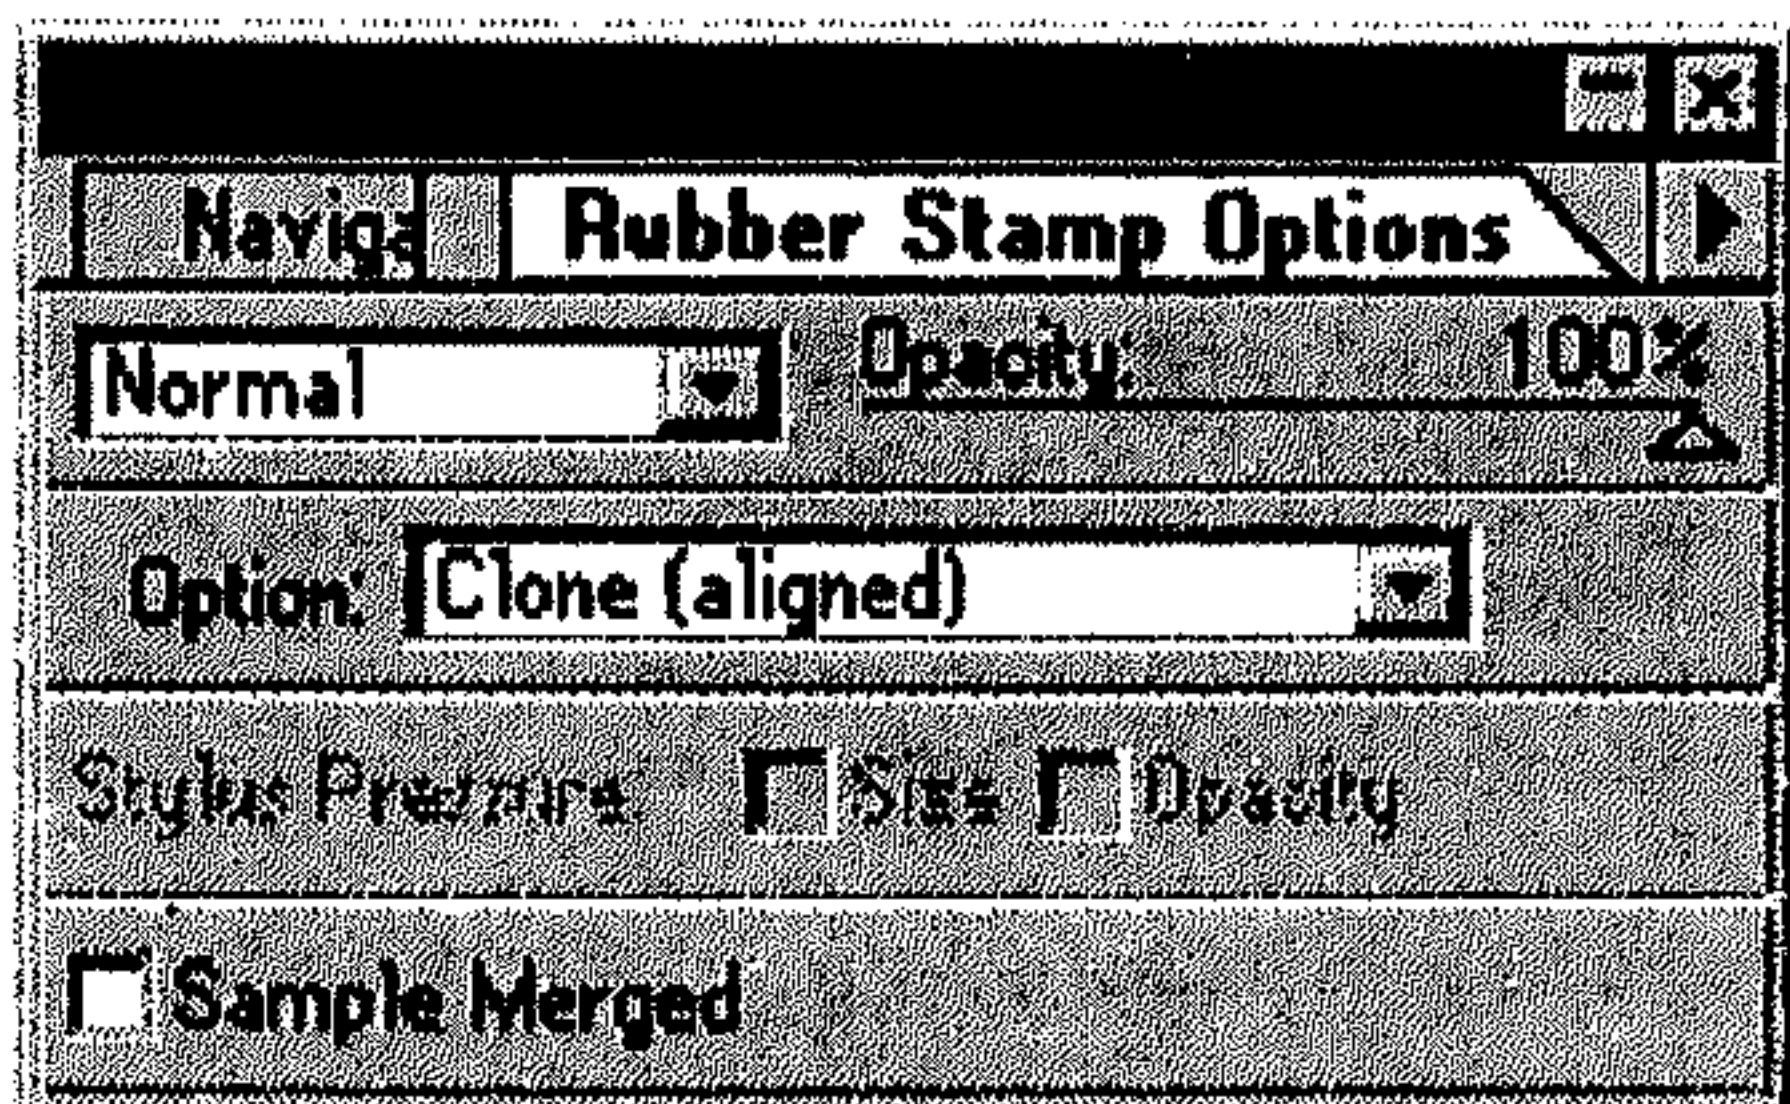 Naviga Rubber Stamp Options
Normal Opacity: 100%
Option: Clone (aligned)
Stylus Pressure: Size Opacity
Sample Merged